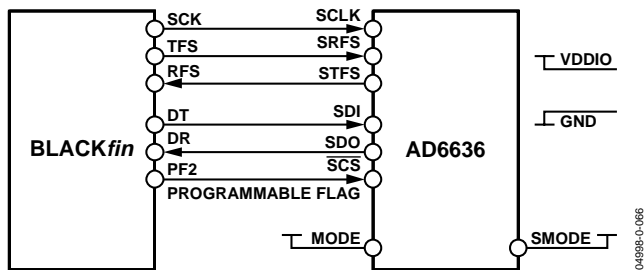 SCK SCLK
TFS SRFS
RFS STFS
VDDIO
DT SDI
GND
DR SDO
BLACKfin
AD6636
PF2 SCS
PROGRAMMABLE FLAG
MODE
SMODE
04998-0-066